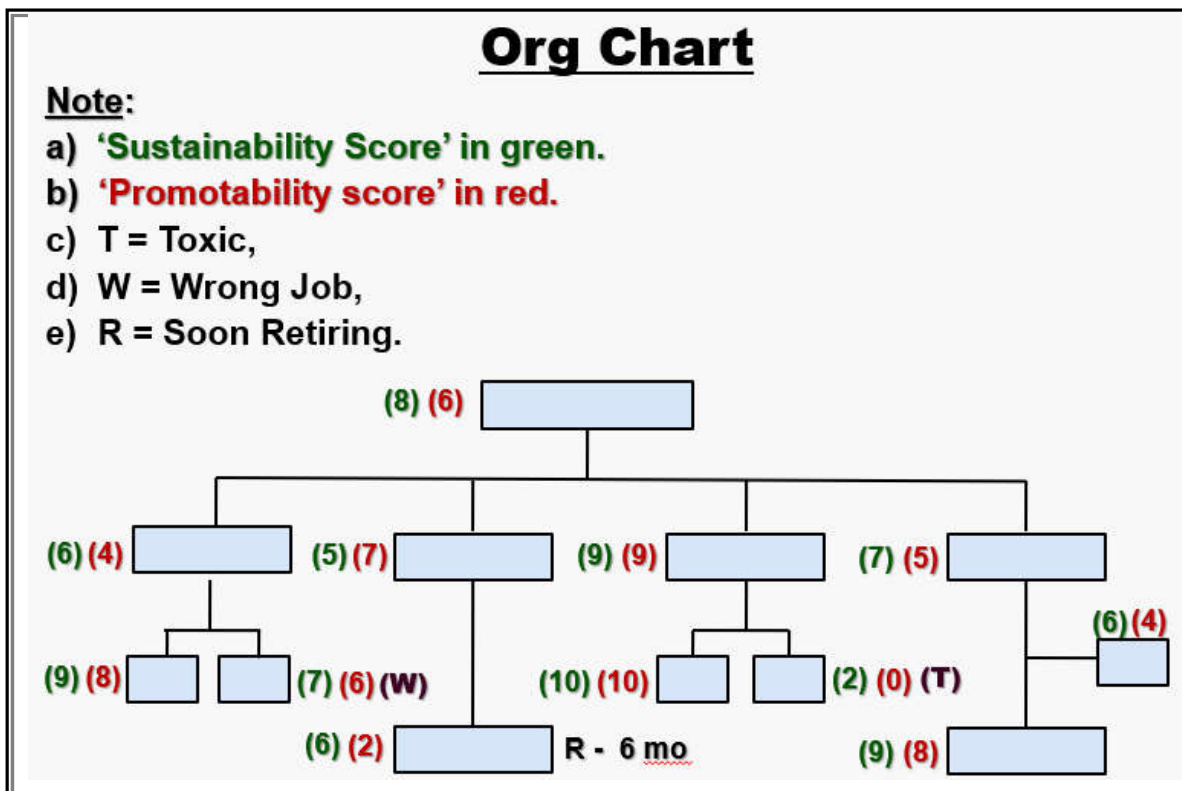 Org Chart
Note:
a) ‘Sustainability Score’ in green.
b) ‘Promotability score’ in red.
c) T = Toxic,
d) W = Wrong Job,
e) R = Soon Retiring.
(8) (6)
(6) (4) (5) (7) (9) (9) (7) (5)
(6) (4)
(9) (8) (7) (6) (W) (10) (10) (2) (0) (T)
(6) (2) R - 6 mo (9) (8)